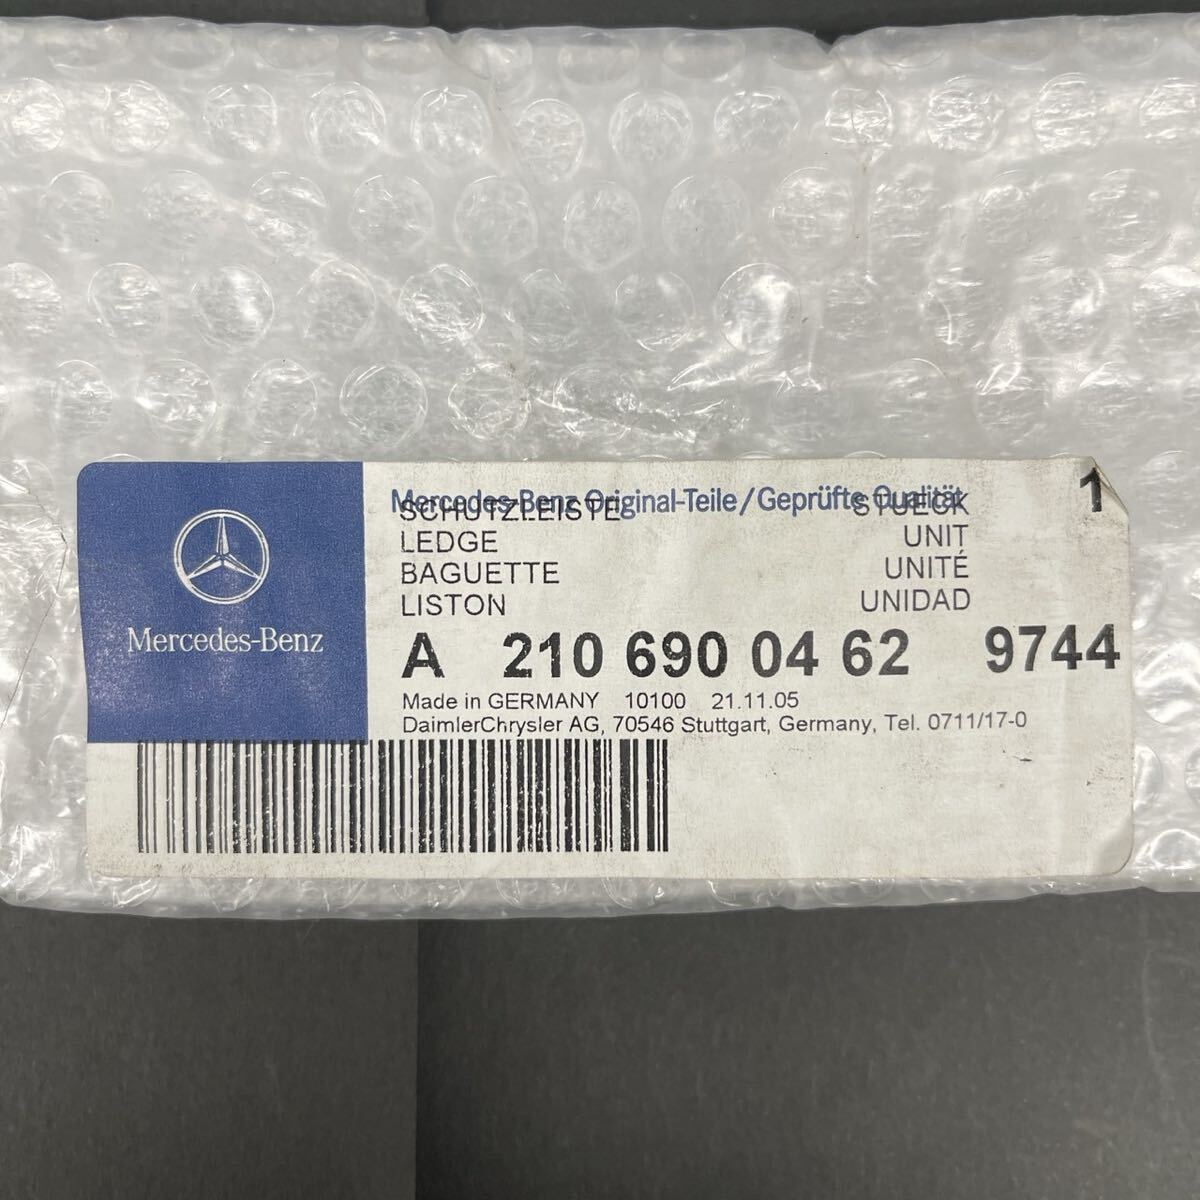 Mercedes-Benz Original-Teile/Geprüfte Qualität
SCHUTZLEISTE STUECK 1
LEDGE UNIT
BAGUETTE UNITÉ
LISTON UNIDAD
Mercedes-Benz
A 210 690 04 62 9744
Made in GERMANY 10100 21.11.05
DaimlerChrysler AG, 70546 Stuttgart, Germany, Tel. 0711/17-0